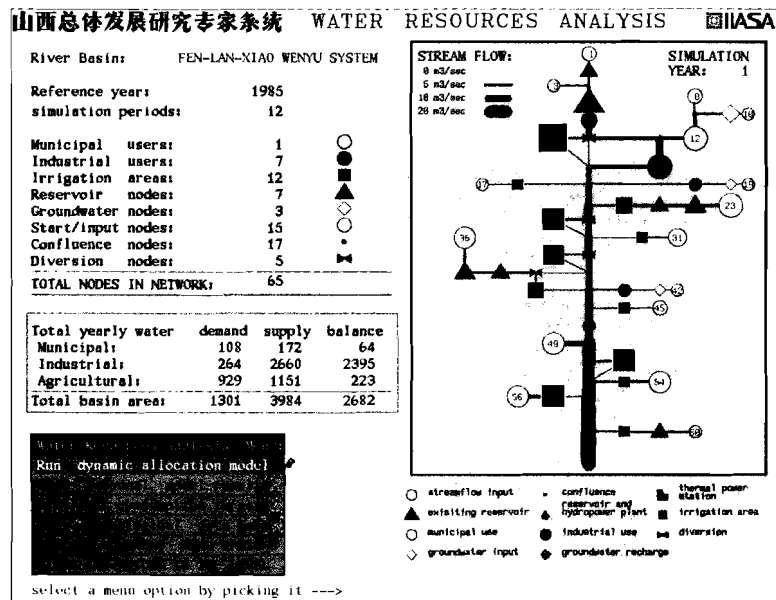 山西总体发展研究专家系统 WATER RESOURCES ANALYSIS IIASA
River Basin: FEN-LAN-XIAO WENYU SYSTEM
Reference year: 1985
simulation periods: 12
Municipal users: 1
Industrial users: 7
Irrigation areas: 12
Reservoir nodes: 7
Groundwater nodes: 3
Start/input nodes: 15
Confluence nodes: 17
Diversion nodes: 5
TOTAL NODES IN NETWORK: 65
Total yearly water demand supply balance
Municipal: 108 172 64
Industrial: 264 2660 2395
Agricultural: 929 1151 223
Total basin area: 1301 3984 2682
Run dynamic allocation model
select a menu option by picking it --->
STREAM FLOW:
0 m3/sec
5 m3/sec
10 m3/sec
20 m3/sec
SIMULATION
YEAR: 1
1
3
8
12
17
23
31
36
45
49
54
56
streamflow input
confluence
thermal power station
exisiting reservoir
reservoir and hydropower plant
irrigation area
municipal use
industrial use
diversion
groundwater input
groundwater recharge